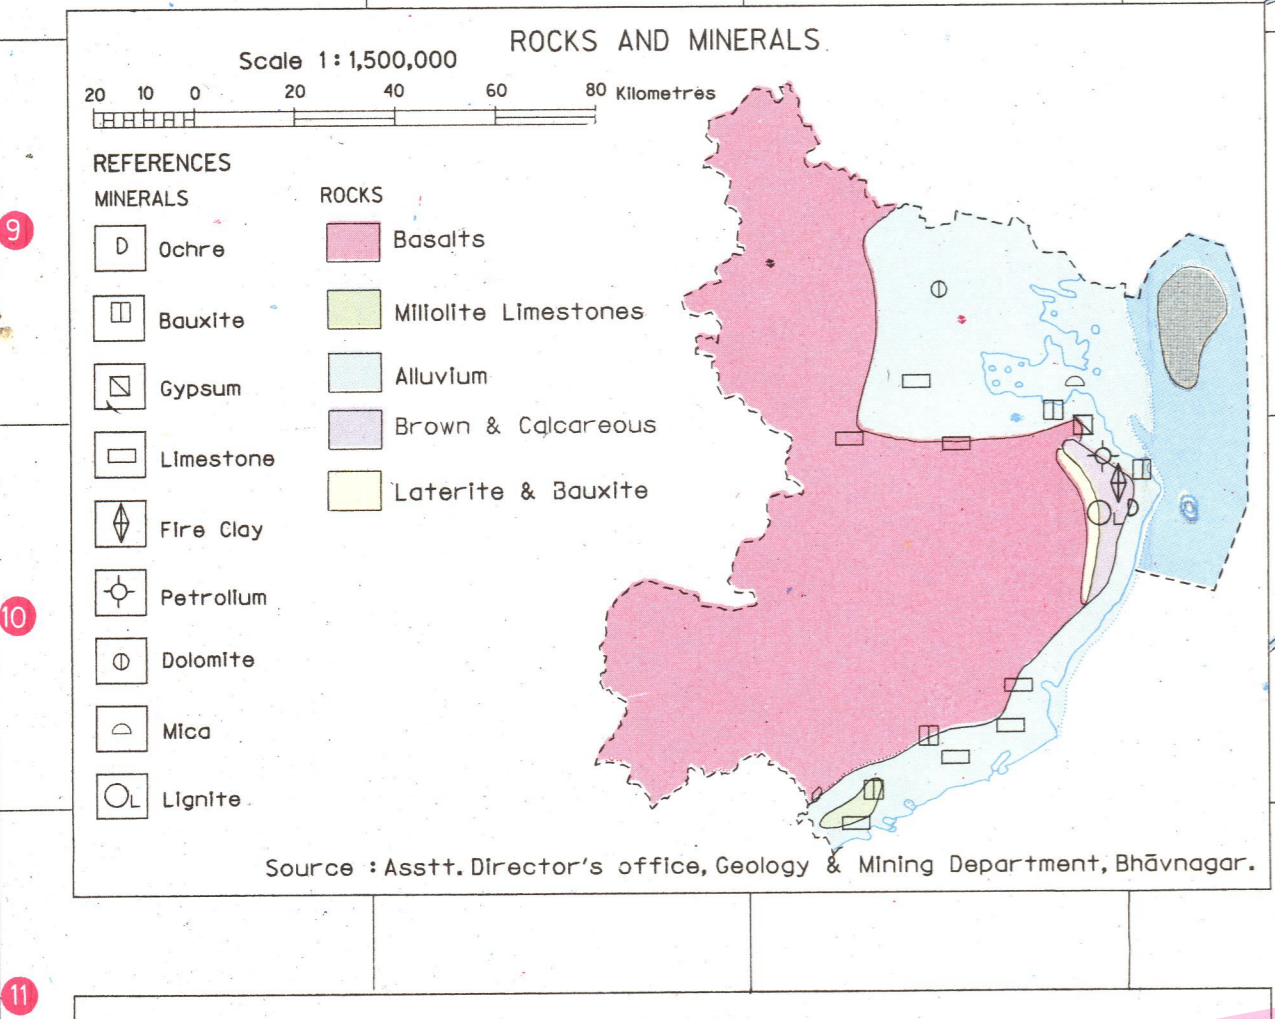 ROCKS AND MINERALS
Scale 1:1,500,000
20 10 0 20 40 60 80 Kilometres
REFERENCES
MINERALS
Ochre
Bauxite
Gypsum
Limestone
Fire Clay
Petrolium
Dolomite
Mica
L
Lignite
ROCKS
Basalts
Milliolite Limestones
Alluvium
Brown & Calcareous
Laterite & Bauxite
L
Source : Asstt. Director's office, Geology & Mining Department, Bhāvnagar.
9
10
11